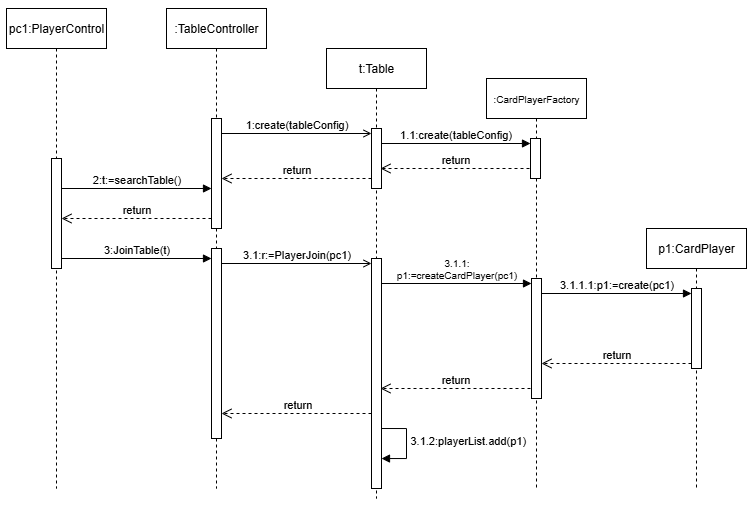 pc1:PlayerControl
:TableController
t:Table
:CardPlayerFactory
1:create(tableConfig)
1.1:create(tableConfig)
return
return
2:t:=searchTable()
return
p1:CardPlayer
3:JoinTable(t)
3.1:r:=PlayerJoin(pc1)
3.1.1:
p1:=createCardPlayer(pc1)
3.1.1.1:p1:=create(pc1)
return
return
return
3.1.2:playerList.add(p1)